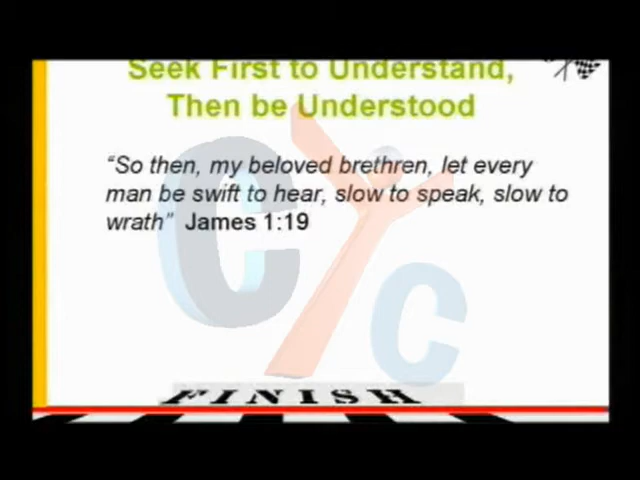 Seek First to Understand,
Then be Understood
“So then, my beloved brethren, let every
man be swift to hear, slow to speak, slow to
wrath” James 1:19
CYC
FINISH